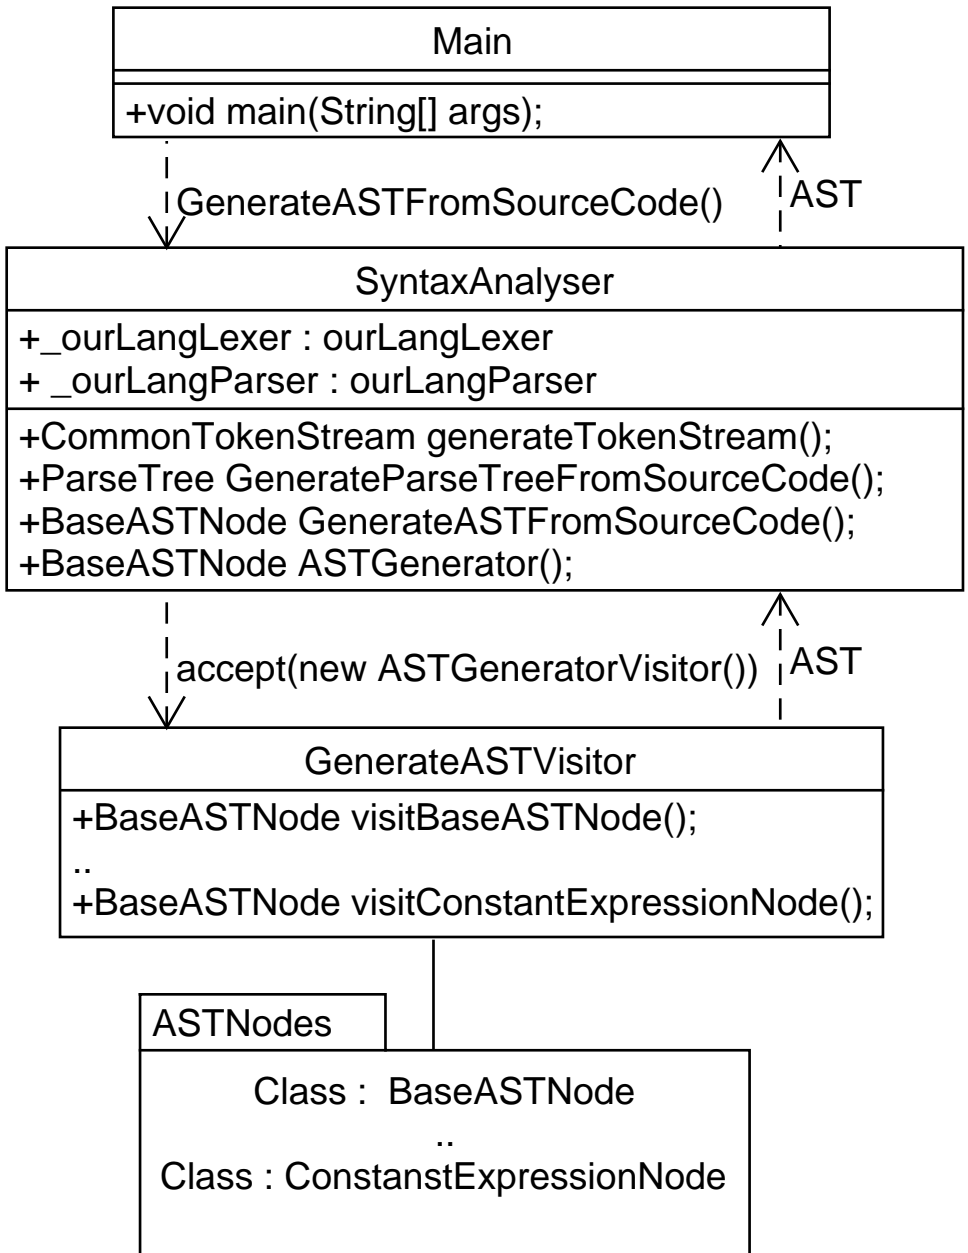 Main
+void main(String[] args);
GenerateASTFromSourceCode()
AST
SyntaxAnalyser
+_ourLangLexer : ourLangLexer
+ _ourLangParser : ourLangParser
+CommonTokenStream generateTokenStream();
+ParseTree GenerateParseTreeFromSourceCode();
+BaseASTNode GenerateASTFromSourceCode();
+BaseASTNode ASTGenerator();
accept(new ASTGeneratorVisitor())
AST
GenerateASTVisitor
+BaseASTNode visitBaseASTNode();
..
+BaseASTNode visitConstantExpressionNode();
ASTNodes
Class :  BaseASTNode
..
Class : ConstanstExpressionNode